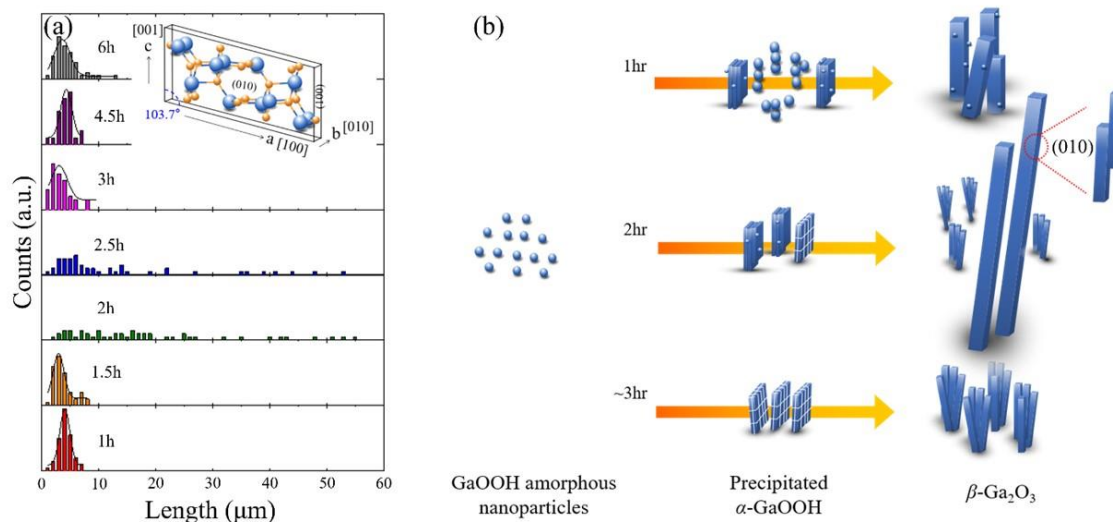 (a)
[001]
c
6h
(010)
(001)
103.7°
a [100]
b [010]
4.5h
3h
2.5h
2h
1.5h
1h
Counts (a.u.)
0 10 20 30 40 50 60
Length (μm)
(b)
1hr
(010)
2hr
~3hr
GaOOH amorphous
nanoparticles
Precipitated
α-GaOOH
β-Ga₂O₃